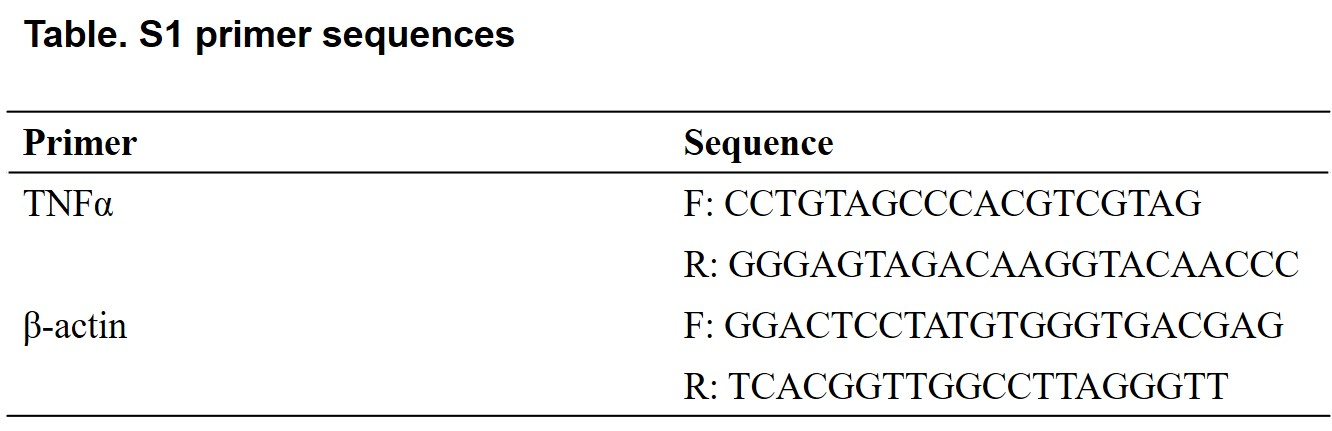 Table. S1 primer sequences
Primer Sequence
TNFα F: CCTGTAGCCCACGTCGTAG
R: GGGAGTAGACAAGGTACAACCC
β-actin F: GGACTCCTATGTGGGTGACGAG
R: TCACGGTTGGCCTTAGGGTT